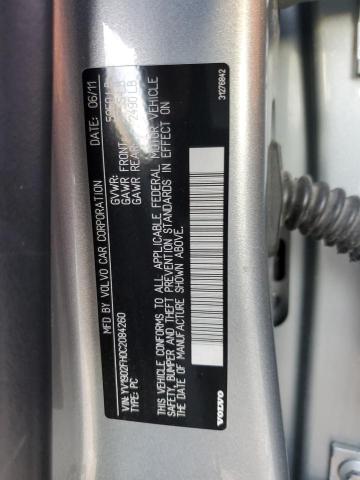 MFD BY VOLVO CAR CORPORATION DATE: 06/11
GVWR:
GAWR FRONT
GAWR REAR 2490 LB
THIS VEHICLE CONFORMS TO ALL APPLICABLE FEDERAL MOTOR VEHICLE
SAFETY, BUMPER AND THEFT PREVENTION STANDARDS IN EFFECT ON
THE DATE OF MANUFACTURE SHOWN ABOVE.
VIN: YV1902FH0C2084260
TYPE: PC
VOLVO 31276842